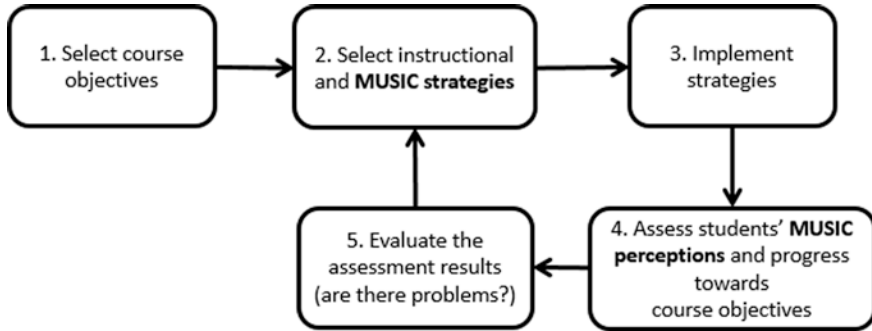 1. Select course
objectives
2. Select instructional
and MUSIC strategies
3. Implement
strategies
4. Assess students’ MUSIC
perceptions and progress
towards
course objectives
5. Evaluate the
assessment results
(are there problems?)